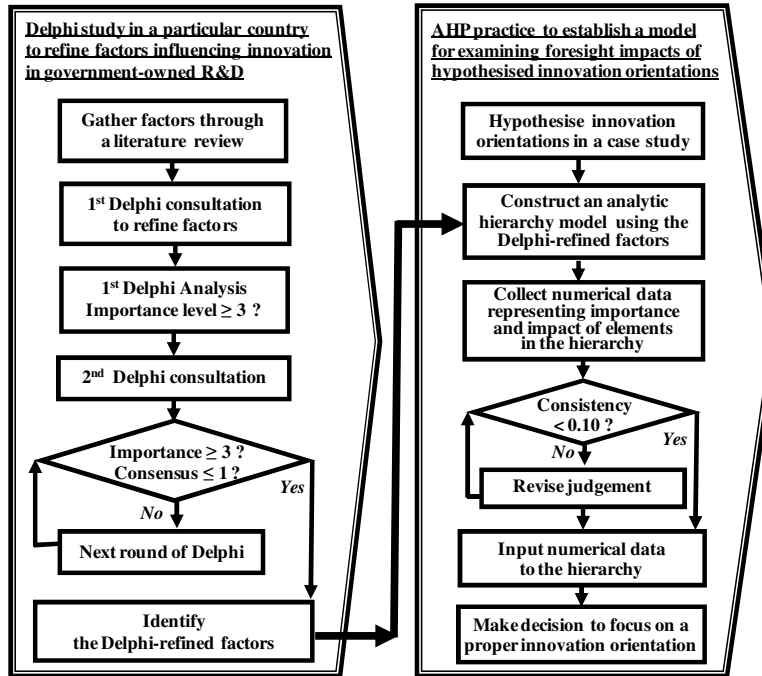 Delphi study in a particular country
to refine factors influencing innovation
in government-owned R&D
Gather factors through
a literature review
1st Delphi consultation
to refine factors
1st Delphi Analysis
Importance level ≥ 3 ?
2nd Delphi consultation
Importance ≥ 3 ?
Consensus ≤ 1 ?
Yes
No
Next round of Delphi
Identify
the Delphi-refined factors
AHP practice to establish a model
for examining foresight impacts of
hypothesised innovation orientations
Hypothesise innovation
orientations in a case study
Construct an analytic
hierarchy model using the
Delphi-refined factors
Collect numerical data
representing importance
and impact of elements
in the hierarchy
Consistency
< 0.10 ?
Yes
No
Revise judgement
Input numerical data
to the hierarchy
Make decision to focus on a
proper innovation orientation